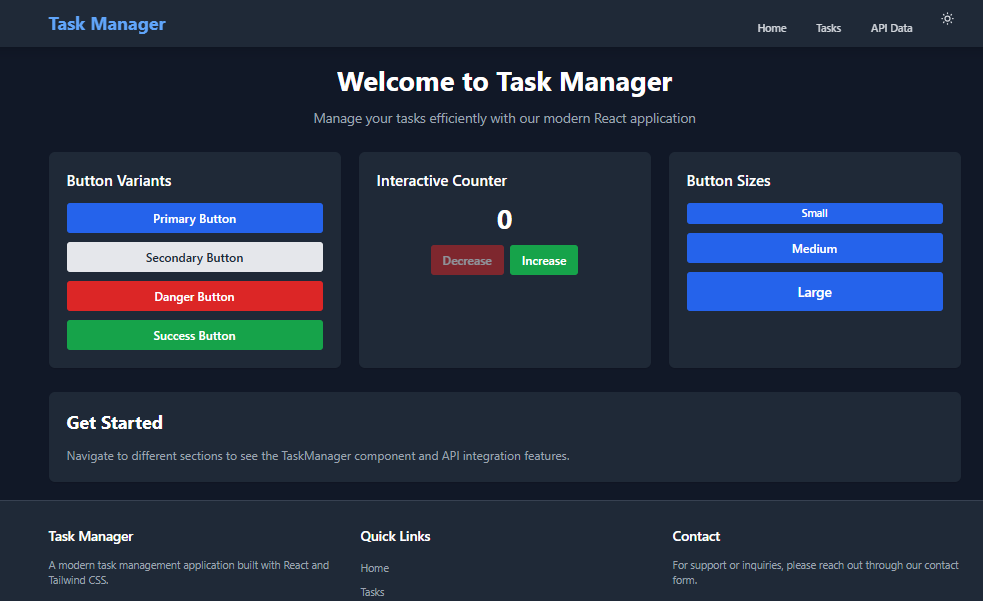 Task Manager
Home
Tasks
API Data
Welcome to Task Manager
Manage your tasks efficiently with our modern React application
Button Variants
Primary Button
Secondary Button
Danger Button
Success Button
Interactive Counter
0
Decrease
Increase
Button Sizes
Small
Medium
Large
Get Started
Navigate to different sections to see the TaskManager component and API integration features.
Task Manager
A modern task management application built with React and
Tailwind CSS.
Quick Links
Home
Tasks
Contact
For support or inquiries, please reach out through our contact
form.